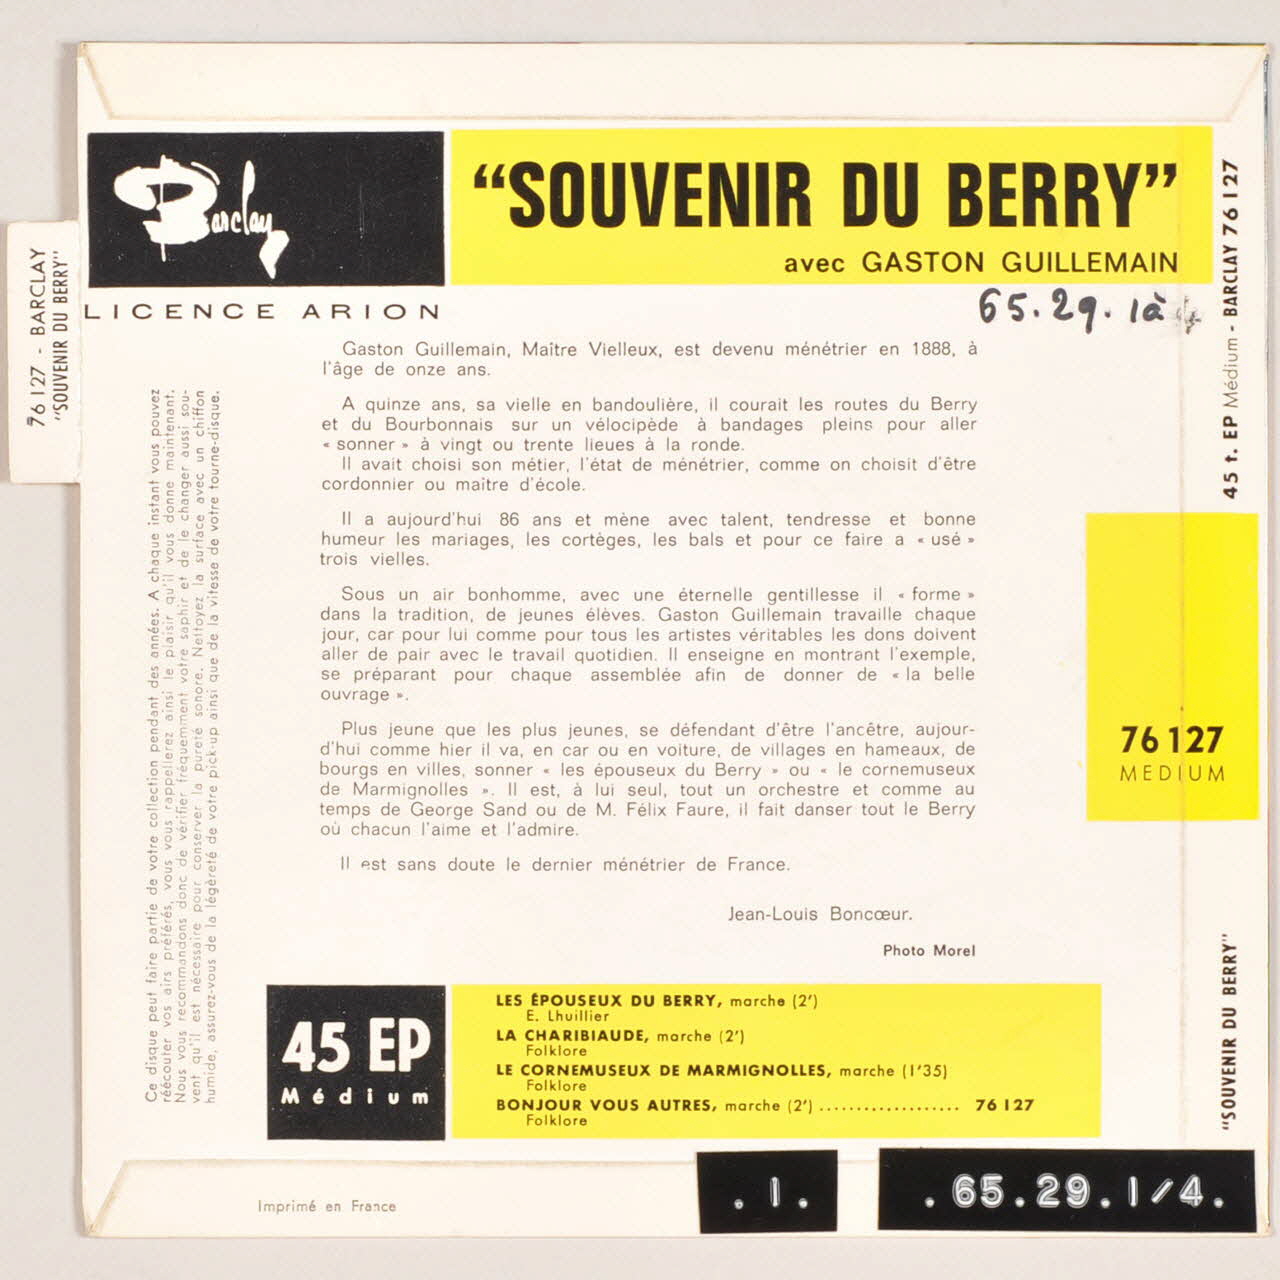 Barclay
"SOUVENIR DU BERRY"
avec GASTON GUILLEMAIN
LICENCE ARION
65.29.1à
76 127 - BARCLAY
"SOUVENIR DU BERRY"
Gaston Guillemain, Maître Vielleux, est devenu ménétrier en 1888, à
l'âge de onze ans.
A quinze ans, sa vielle en bandoulière, il courait les routes du Berry
et du Bourbonnais sur un vélocipède à bandages pleins pour aller
« sonner » à vingt ou trente lieues à la ronde.
Il avait choisi son métier, l'état de ménétrier, comme on choisit d'être
cordonnier ou maître d'école.
Il a aujourd'hui 86 ans et mène avec talent, tendresse et bonne
humeur les mariages, les cortèges, les bals et pour ce faire a « usé »
trois vielles.
Sous un air bonhomme, avec une éternelle gentillesse il « forme »
dans la tradition, de jeunes élèves. Gaston Guillemain travaille chaque
jour, car pour lui comme pour tous les artistes véritables les dons doivent
aller de pair avec le travail quotidien. Il enseigne en montrant l'exemple,
se préparant pour chaque assemblée afin de donner de « la belle
ouvrage ».
Plus jeune que les plus jeunes, se défendant d'être l'ancêtre, aujour-
d'hui comme hier il va, en car ou en voiture, de villages en hameaux, de
bourgs en villes, sonner « les épouseux du Berry » ou « le cornemuseux
de Marmignolles ». Il est, à lui seul, tout un orchestre et comme au
temps de George Sand ou de M. Félix Faure, il fait danser tout le Berry
où chacun l'aime et l'admire.
Il est sans doute le dernier ménétrier de France.
Jean-Louis Boncœur.
Photo Morel
Ce disque peut faire partie de votre collection pendant des années. A chaque instant vous pouvez
réécouter vos airs préférés, vous vous rappellerez ainsi le plaisir qu'il vous donne maintenant.
Nous vous recommandons donc de vérifier fréquemment votre saphir et de le changer aussi sou-
vent qu'il est nécessaire pour conserver la pureté sonore. Nettoyez la surface avec un chiffon
humide, assurez-vous de la légèreté de votre pick-up ainsi que de la vitesse de votre tourne-disque.
45 t. EP Médium - BARCLAY 76 127
76 127
MEDIUM
"SOUVENIR DU BERRY"
45 EP
Médium
LES ÉPOUSEUX DU BERRY, marche (2')
E. Lhuillier
LA CHARIBIAUDE, marche (2')
Folklore
LE CORNEMUSEUX DE MARMIGNOLLES, marche (1'35)
Folklore
BONJOUR VOUS AUTRES, marche (2') ................... 76 127
Folklore
Imprimé en France
. 1 .
. 65.29.1/4.